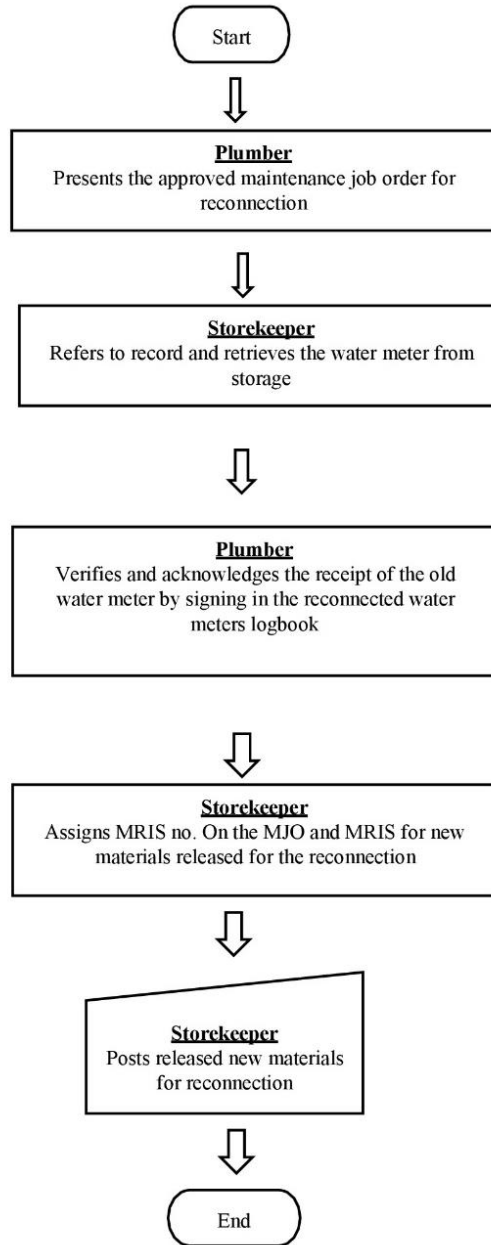 Start
Plumber
Presents the approved maintenance job order for
reconnection
Storekeeper
Refers to record and retrieves the water meter from
storage
Plumber
Verifies and acknowledges the receipt of the old
water meter by signing in the reconnected water
meters logbook
Storekeeper
Assigns MRIS no. On the MJO and MRIS for new
materials released for the reconnection
Storekeeper
Posts released new materials
for reconnection
End